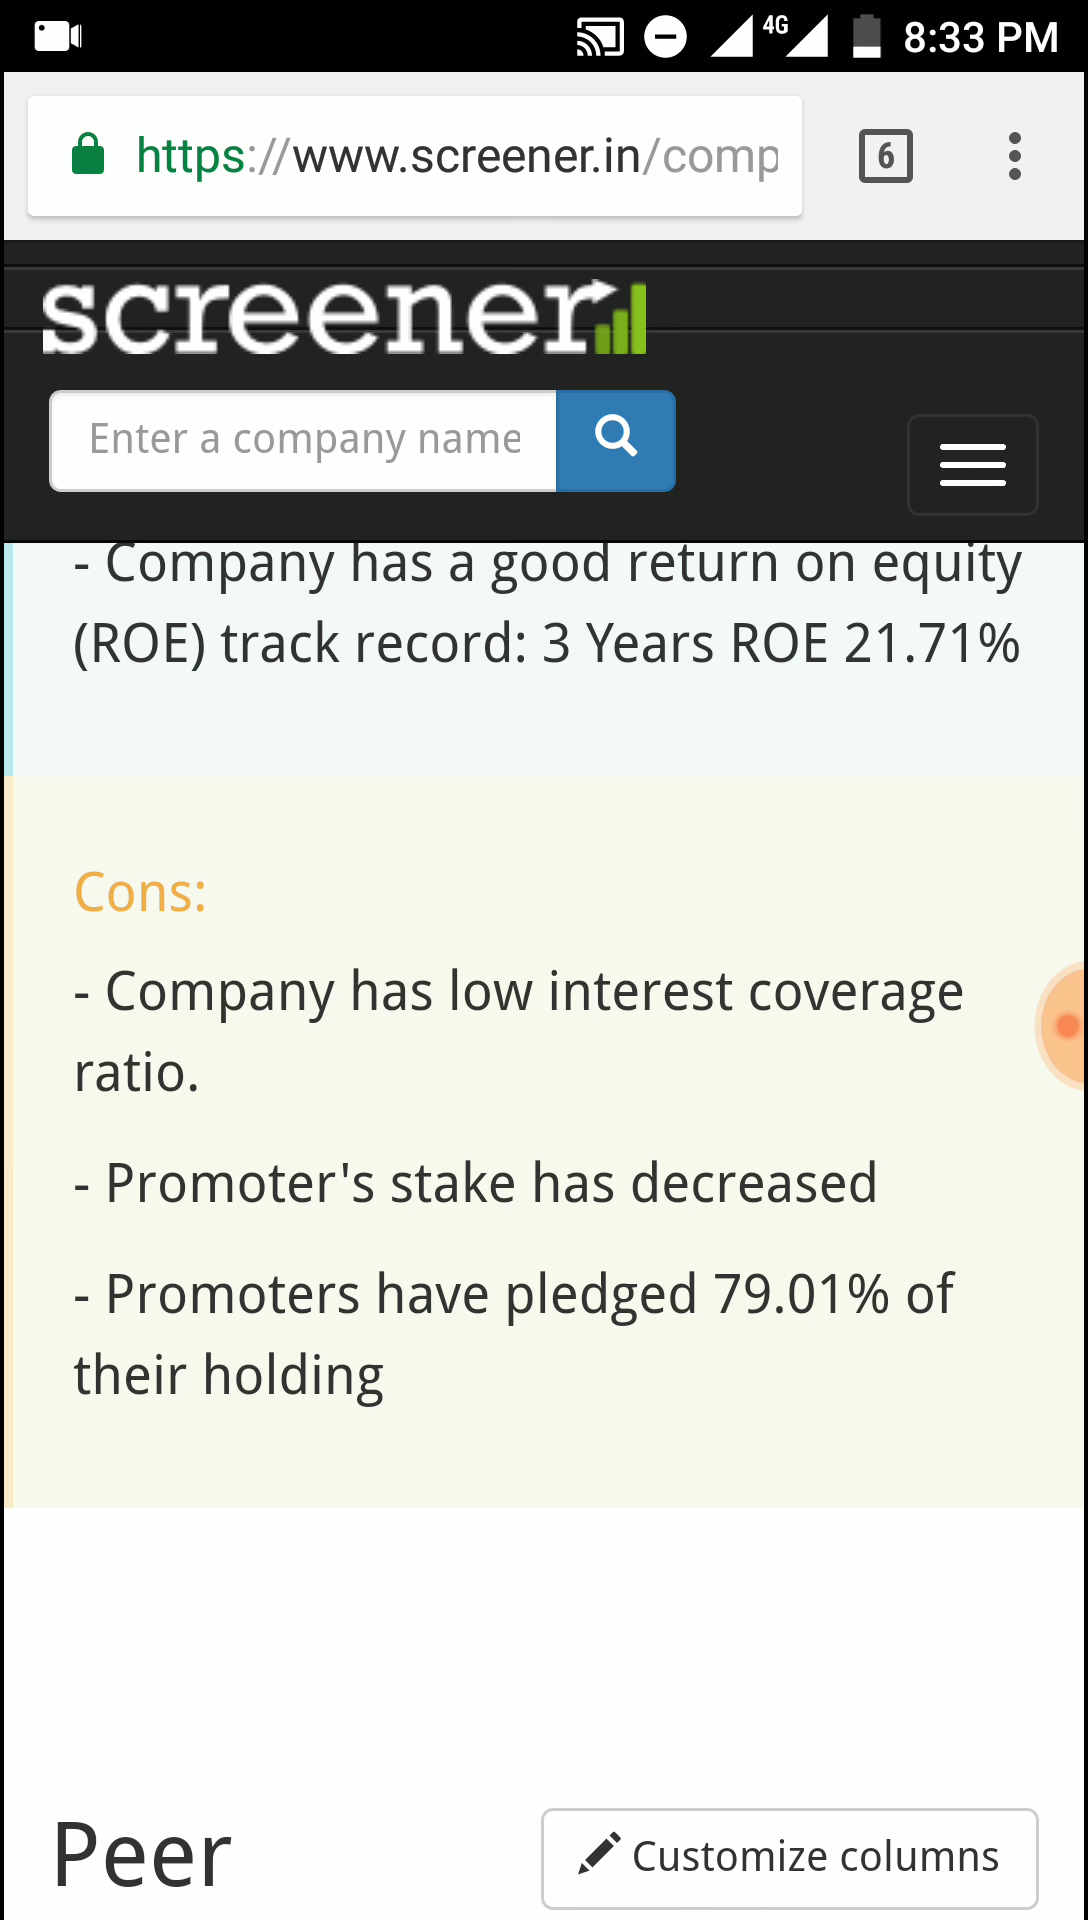 4G 8:33 PM
https://www.screener.in/comp
6
screener
Enter a company name
- Company has a good return on equity
(ROE) track record: 3 Years ROE 21.71%
Cons:
- Company has low interest coverage
ratio.
- Promoter's stake has decreased
- Promoters have pledged 79.01% of
their holding
Peer
Customize columns